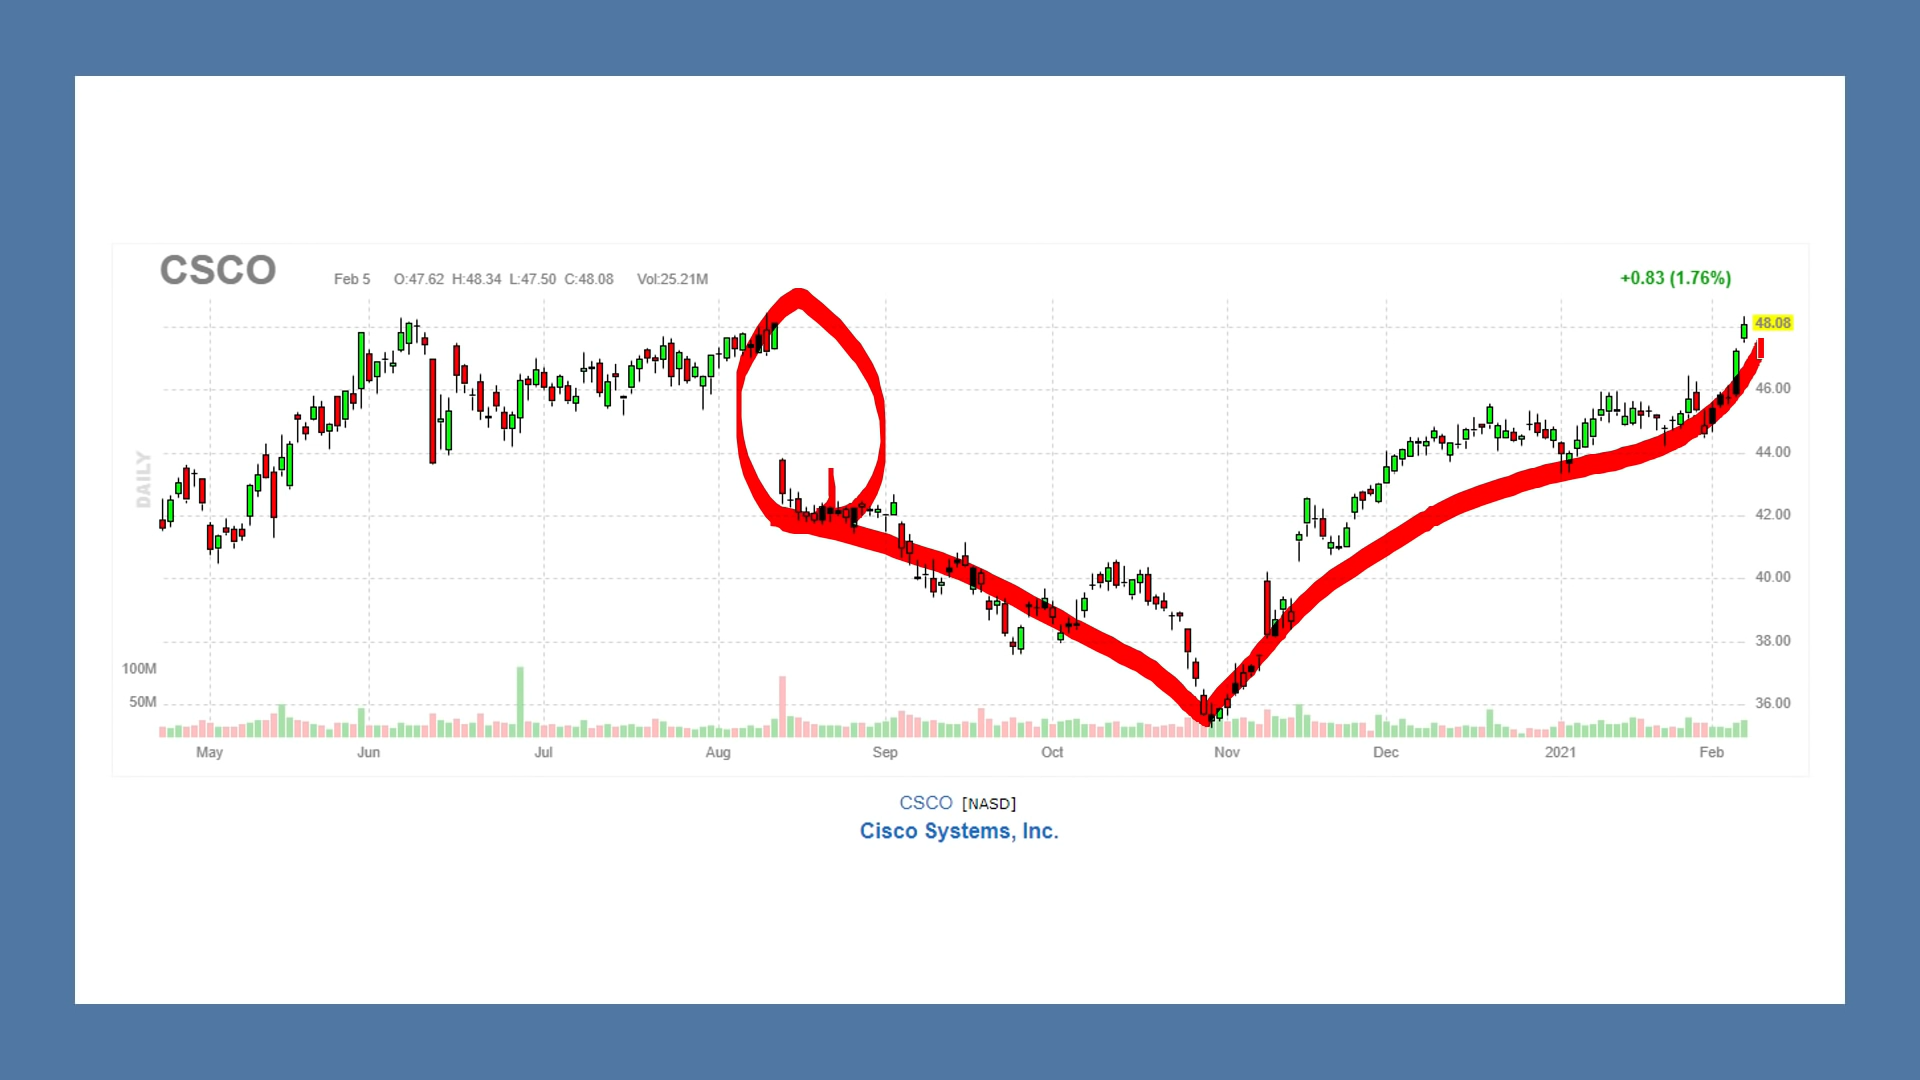 CSCO
Feb 5 O:47.62 H:48.34 L:47.50 C:48.08 Vol:25.21M
+0.83 (1.76%)
48.08
46.00
44.00
42.00
40.00
38.00
36.00
DAILY
100M
50M
May Jun Jul Aug Sep Oct Nov Dec 2021 Feb
CSCO [NASD]
Cisco Systems, Inc.